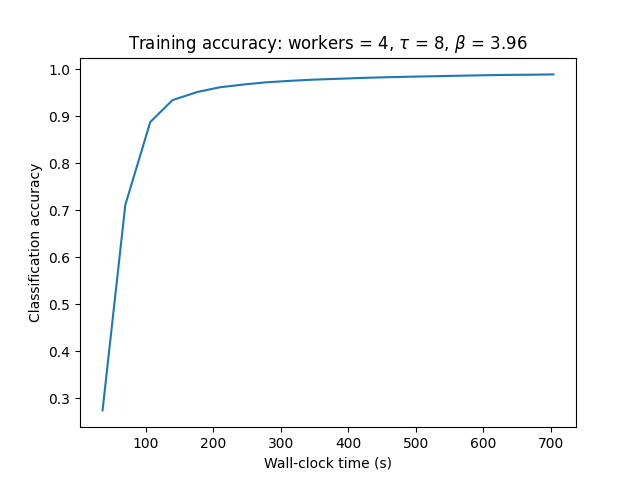 Training accuracy: workers = 4, τ = 8, β = 3.96
1.0
0.9
0.8
0.7
0.6
0.5
0.4
0.3
Classification accuracy
100 200 300 400 500 600 700
Wall-clock time (s)